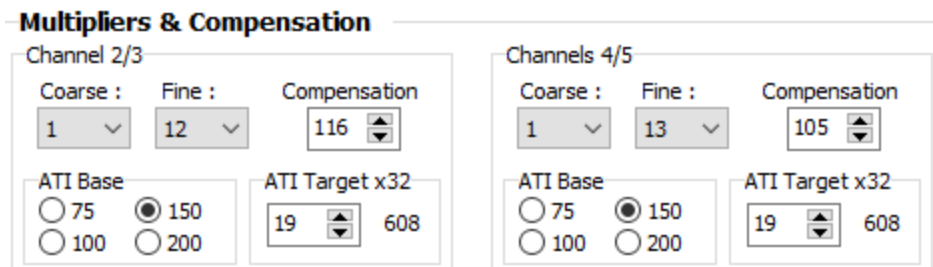 Multipliers & Compensation
Channel 2/3
Coarse : Fine : Compensation
1 12 116
ATI Base ATI Target x32
75 150
19 608
100 200
Channels 4/5
Coarse : Fine : Compensation
1 13 105
ATI Base ATI Target x32
75 150
19 608
100 200